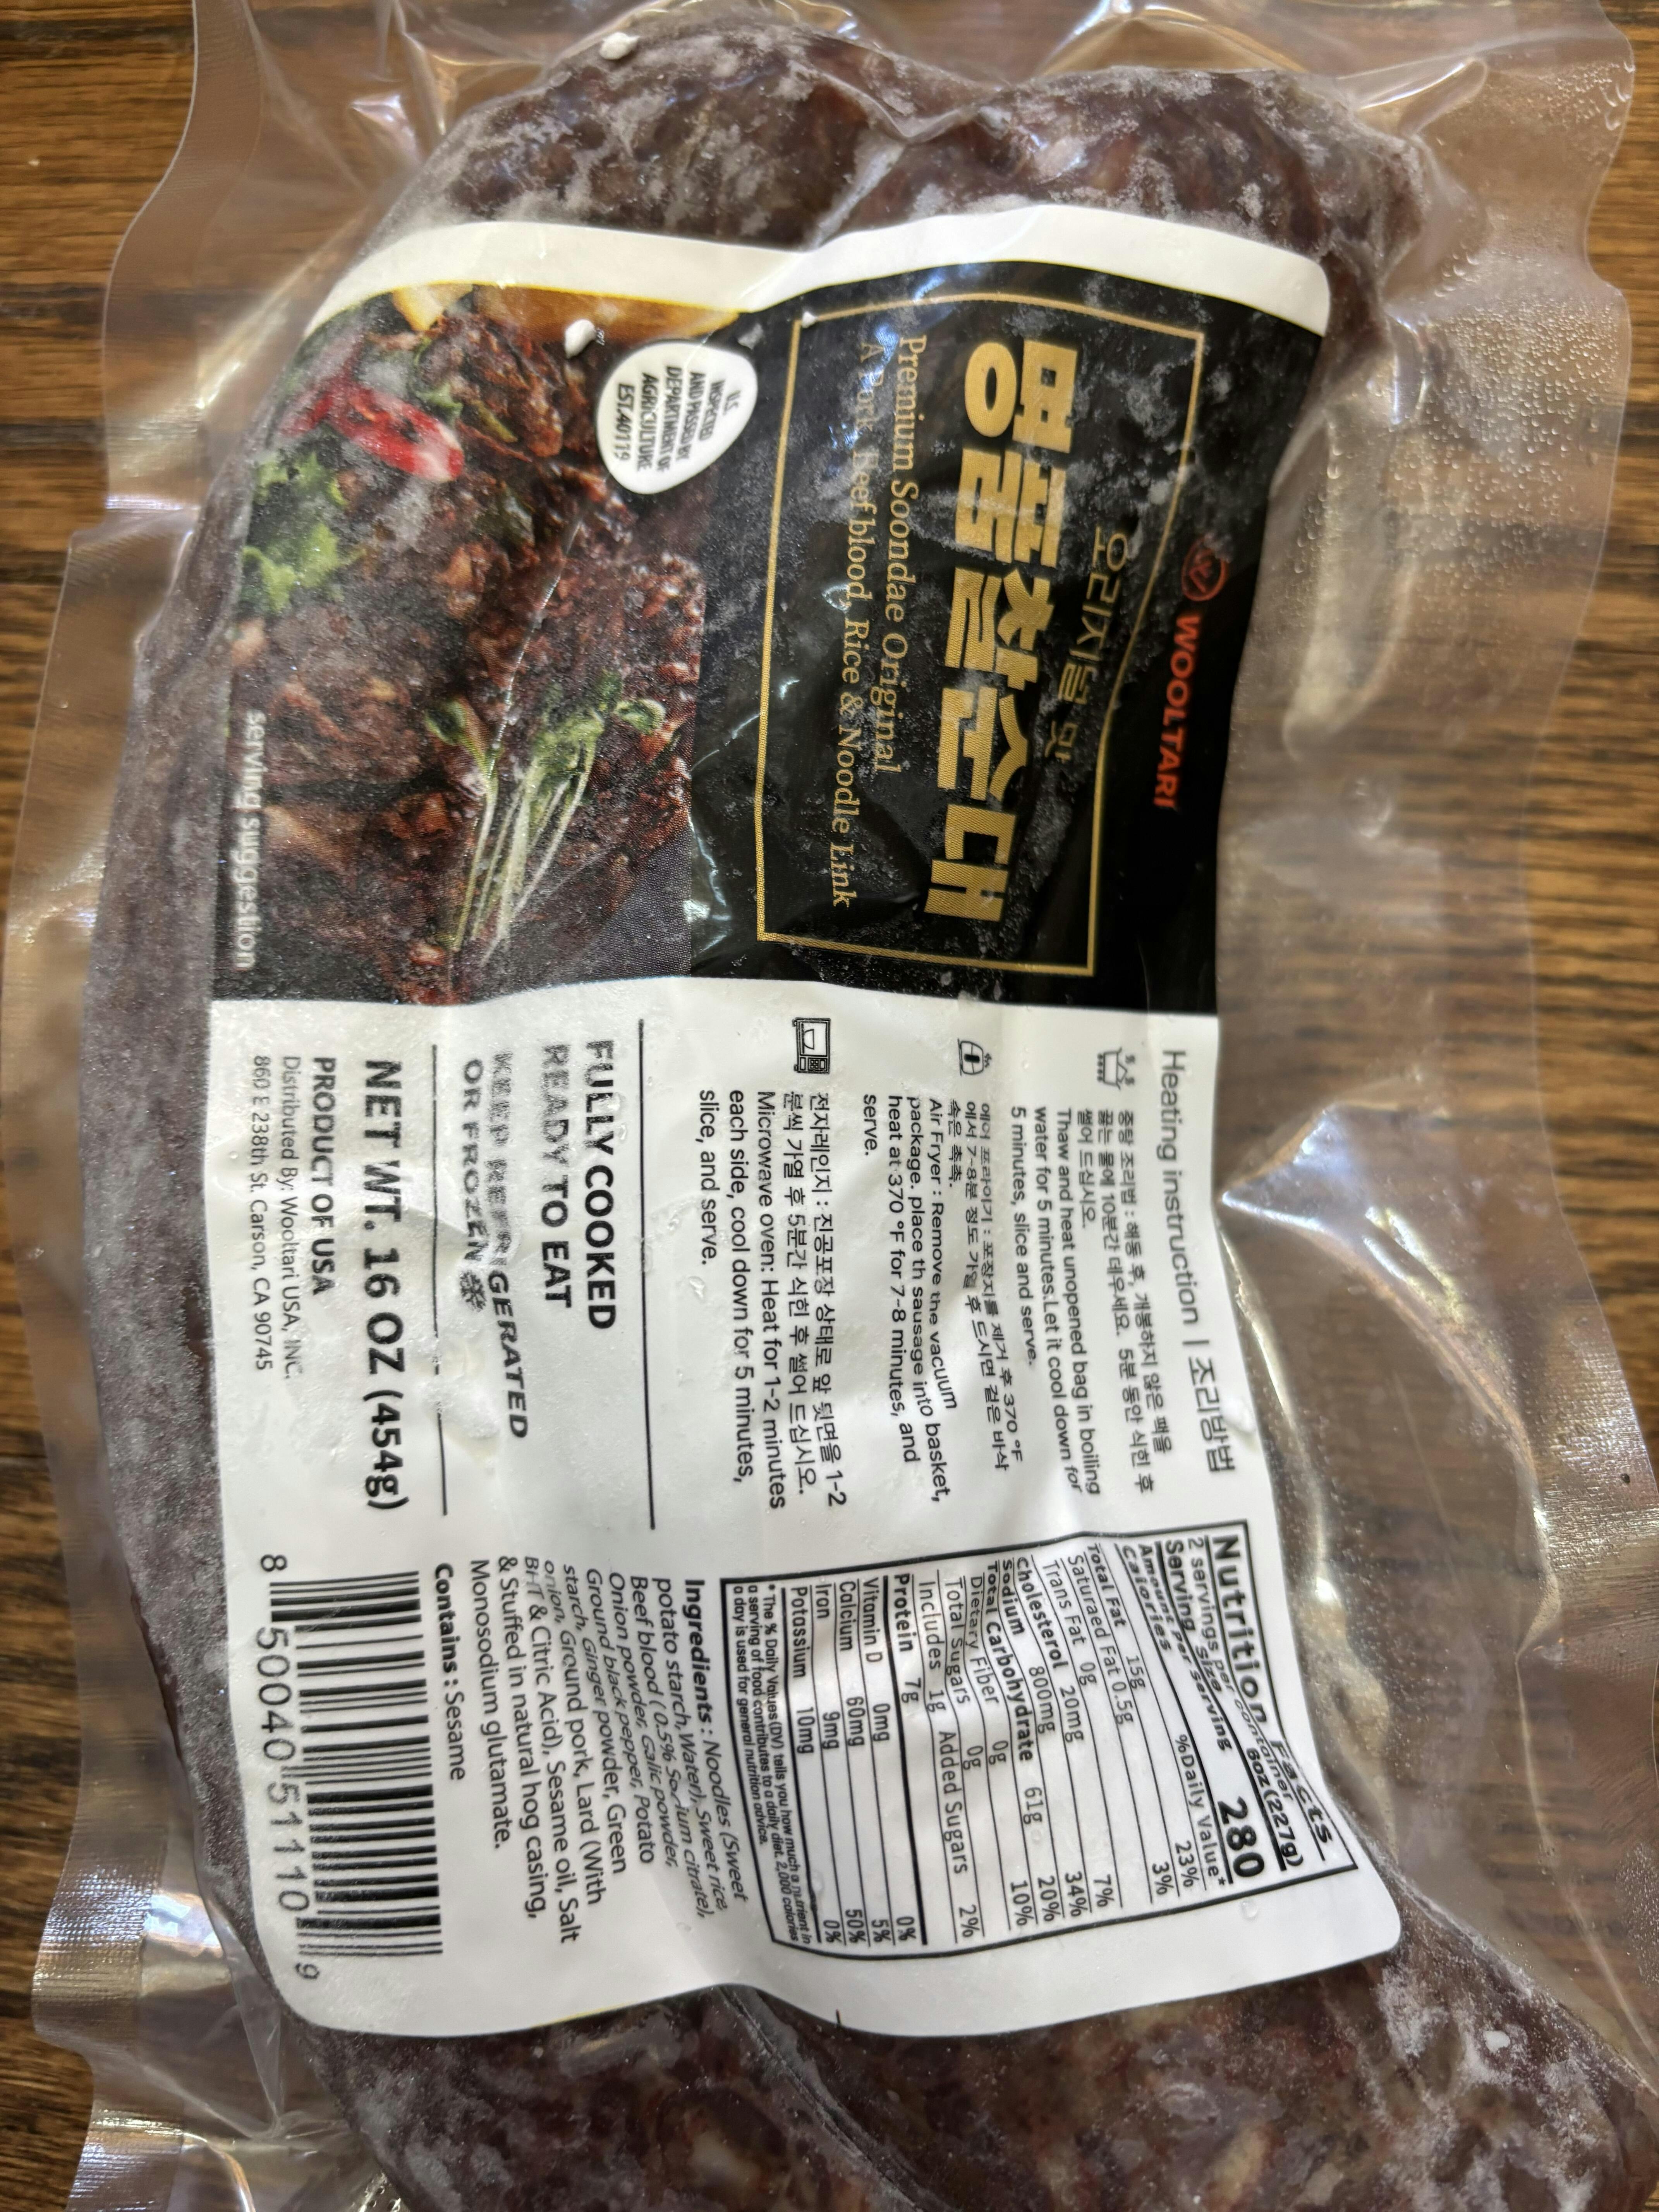 WOOLTARI
오리지널 맛
명품찰순대
Premium Soondae Original
A Pork, Beef blood, Rice & Noodle Link
U.S.
INSPECTED
AND PASSED BY
DEPARTMENT OF
AGRICULTURE
EST.40119
serving suggestion
Heating instruction | 조리방법
중탕 조리법 : 해동 후, 개봉하지 않은 팩을
끓는 물에 10분간 데우세요. 5분 동안 식힌 후
썰어 드십시오.
Thaw and heat unopened bag in boiling
water for 5 minutes.Let it cool down for
5 minutes, slice and serve.
에어 프라이기 : 포장지를 제거 후 370 °F
에서 7-8분 정도 가열 후 드시면 겉은 바삭
속은 촉촉.
Air Fryer : Remove the vacuum
package. place th sausage into basket,
heat at 370 °F for 7-8 minutes, and
serve.
전자레인지 : 진공포장 상태로 앞 뒷면을 1-2
분씩 가열 후 5분간 식힌 후 썰어 드십시오.
Microwave oven: Heat for 1-2 minutes
each side, cool down for 5 minutes,
slice, and serve.
FULLY COOKED
READY TO EAT
KEEP REFRIGERATED
OR FROZEN
NET WT. 16 OZ (454g)
PRODUCT OF USA
Distributed By: Wooltari USA, INC.
860 E 238th St. Carson, CA 90745
Nutrition Facts
2 servings per container
Serving size 8oz (227g)
Amount per Serving
Calories 280
%Daily Value*
Total Fat 15g 23%
Saturaed Fat 0.5g 3%
Trans Fat 0g
Cholesterol 20mg 7%
Sodium 800mg 34%
Total Carbohydrate 61g 20%
Dietary Fiber 0g 10%
Total Sugars 0g
Includes 1g Added Sugars 2%
Protein 7g
Vitamin D 0mg 0%
Calcium 60mg 5%
Iron 9mg 50%
Potassium 10mg 0%
* The % Daily Values (DV) tells you how much a nutrient in
a serving of food contributes to a daily diet. 2,000 calories
a day is used for general nutrition advice.
Ingredients : Noodles (Sweet
potato starch, Water), Sweet rice,
Beef blood ( 0.5% Sodium citrate),
Onion powder, Galic powder,
Ground black pepper, Potato
starch, Ginger powder, Green
onion, Ground pork, Lard (With
BHT & Citric Acid), Sesame oil, Salt
& Stuffed in natural hog casing,
Monosodium glutamate.
Contains : Sesame
8 50040 51110 9